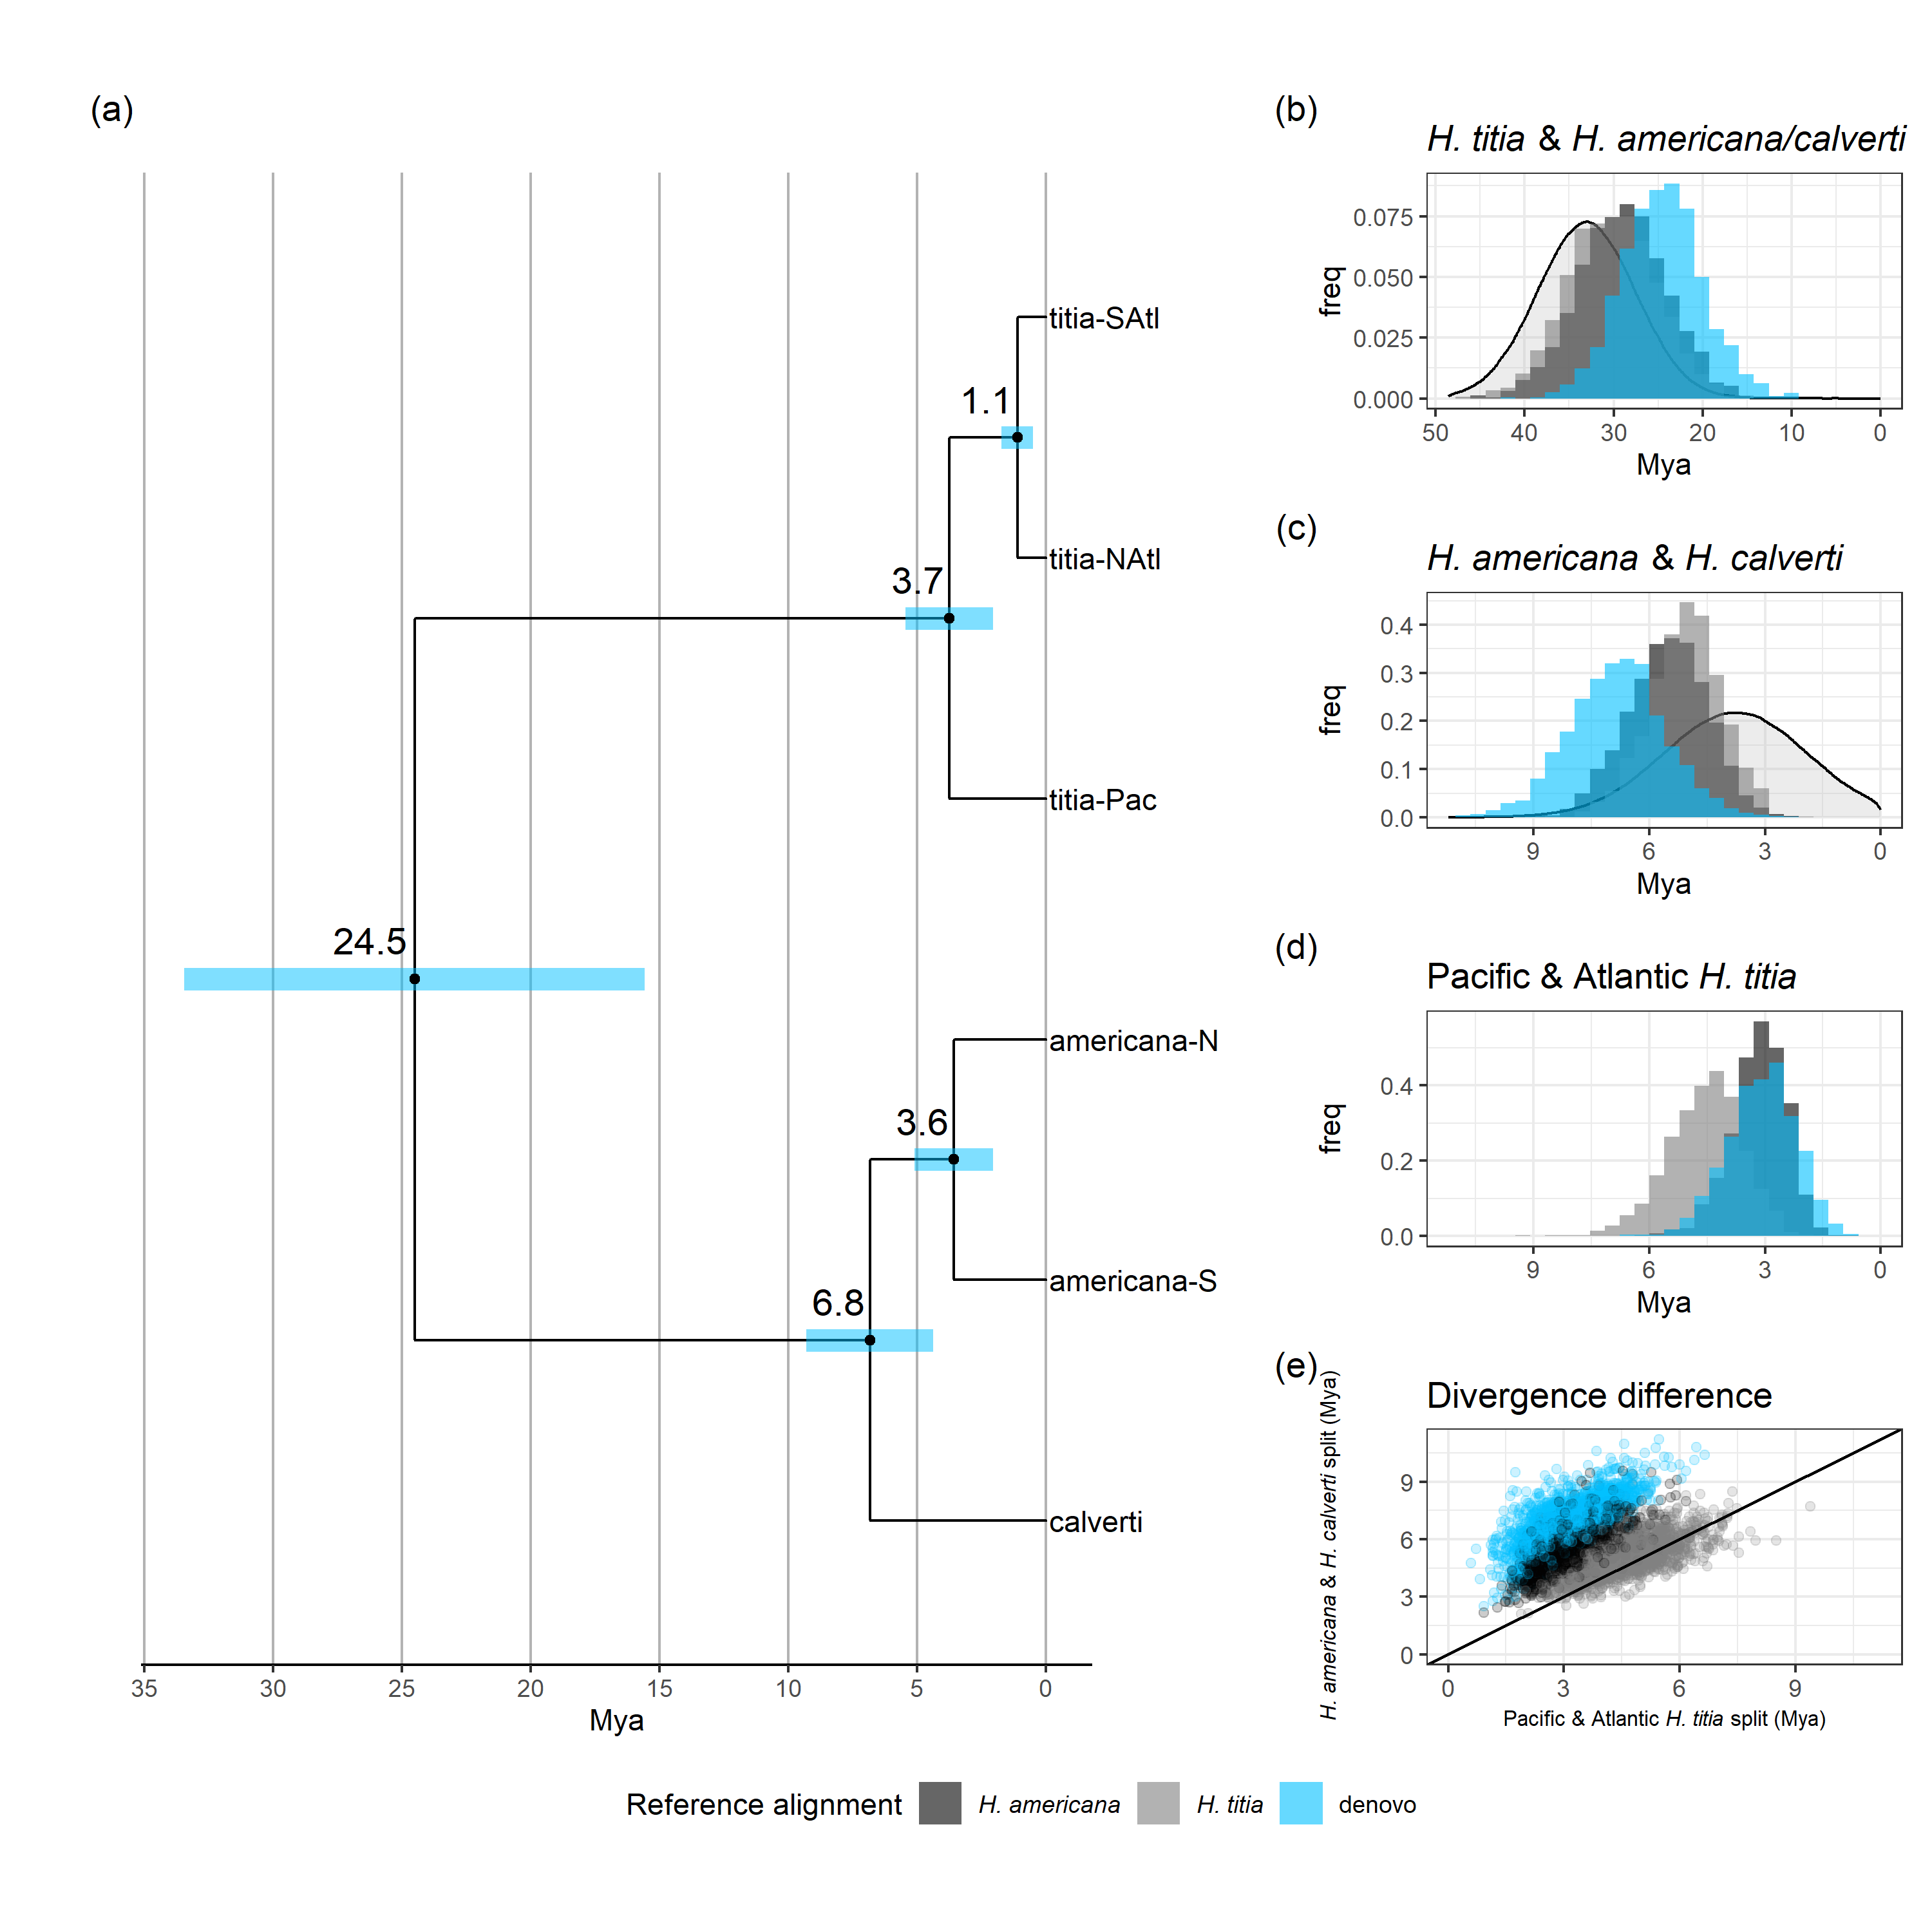 (a)
titia-SAtl
1.1
titia-NAtl
3.7
titia-Pac
24.5
americana-N
3.6
americana-S
6.8
calverti
35 30 25 20 15 10 5 0
Mya
(b)
H. titia & H. americana/calverti
freq
0.075
0.050
0.025
0.000
50 40 30 20 10 0
Mya
(c)
H. americana & H. calverti
freq
0.4
0.3
0.2
0.1
0.0
9 6 3 0
Mya
(d)
Pacific & Atlantic H. titia
freq
0.4
0.2
0.0
9 6 3 0
Mya
(e)
Divergence difference
H. americana & H. calverti split (Mya)
9
6
3
0
0 3 6 9
Pacific & Atlantic H. titia split (Mya)
Reference alignment H. americana H. titia denovo